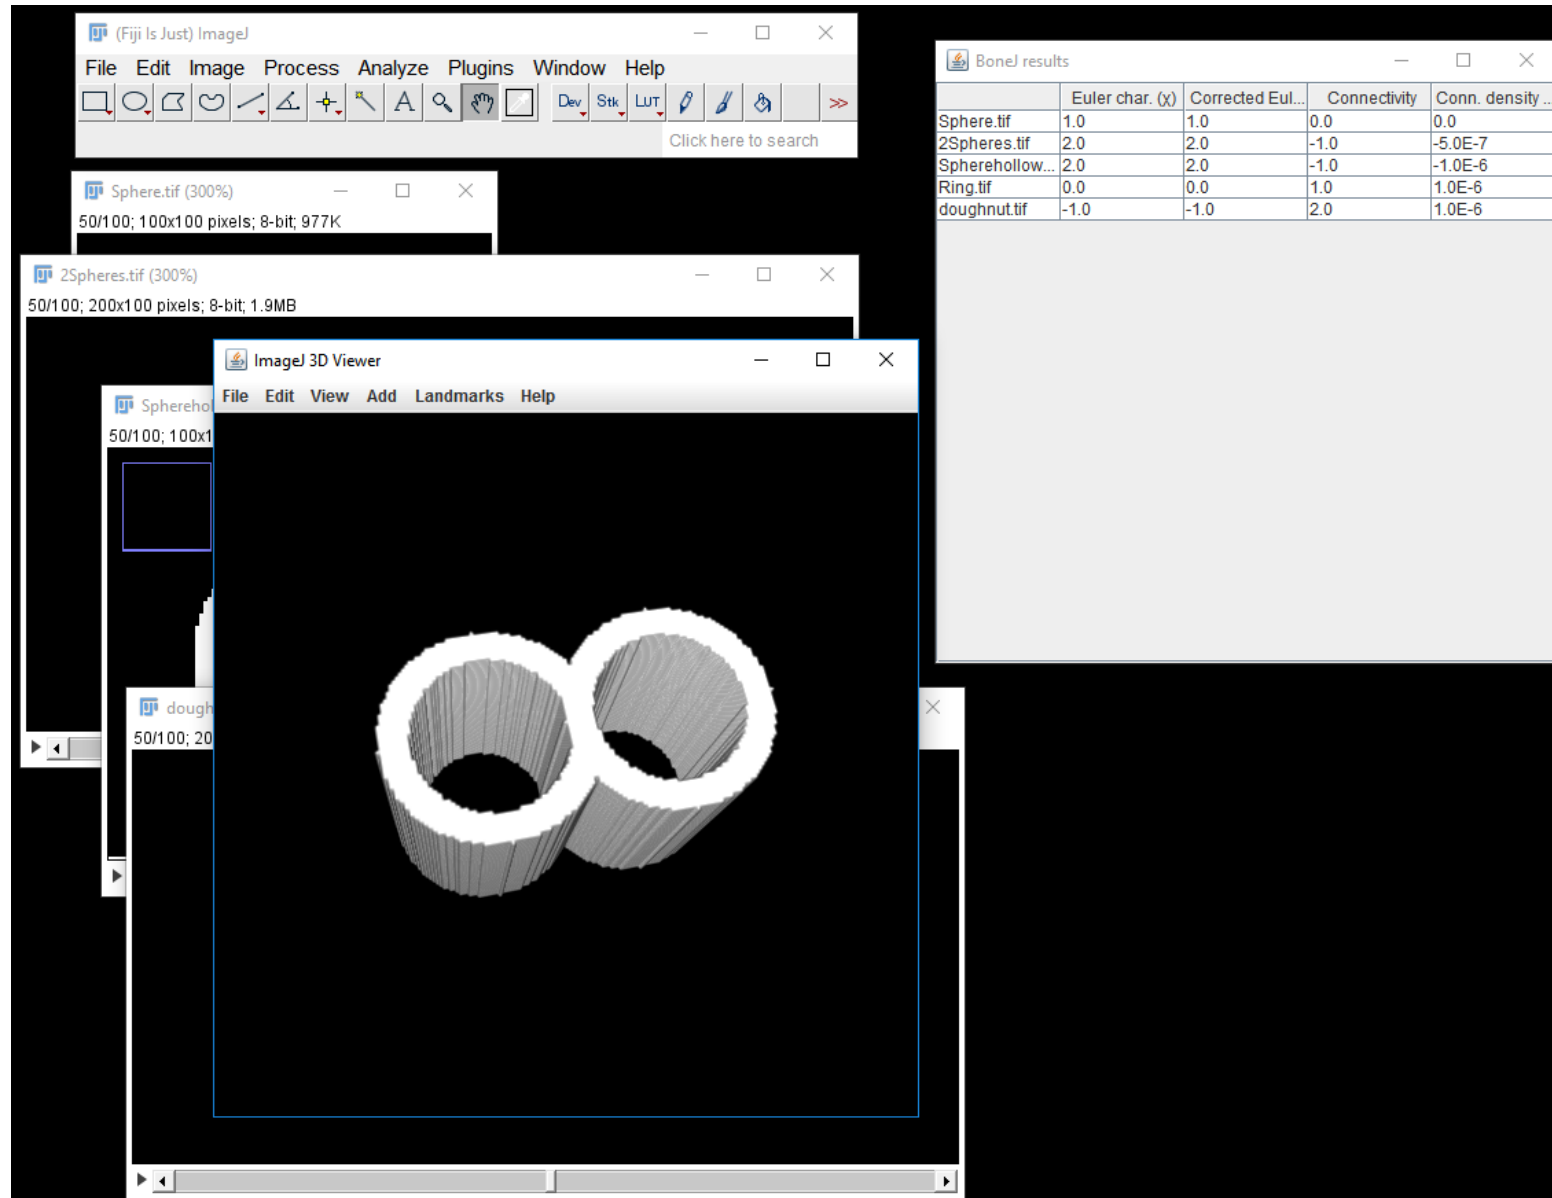 (Fiji Is Just) ImageJ
File Edit Image Process Analyze Plugins Window Help
Dev Stk LUT >>
Click here to search
BoneJ results
Euler char. (χ) Corrected Eul... Connectivity Conn. density ...
Sphere.tif 1.0 1.0 0.0 0.0
2Spheres.tif 2.0 2.0 -1.0 -5.0E-7
Spherehollow... 2.0 2.0 -1.0 -1.0E-6
Ring.tif 0.0 0.0 1.0 1.0E-6
doughnut.tif -1.0 -1.0 2.0 1.0E-6
Sphere.tif (300%)
50/100; 100x100 pixels; 8-bit; 977K
2Spheres.tif (300%)
50/100; 200x100 pixels; 8-bit; 1.9MB
ImageJ 3D Viewer
File Edit View Add Landmarks Help
Spherehol
50/100; 100x1
dough
50/100; 20